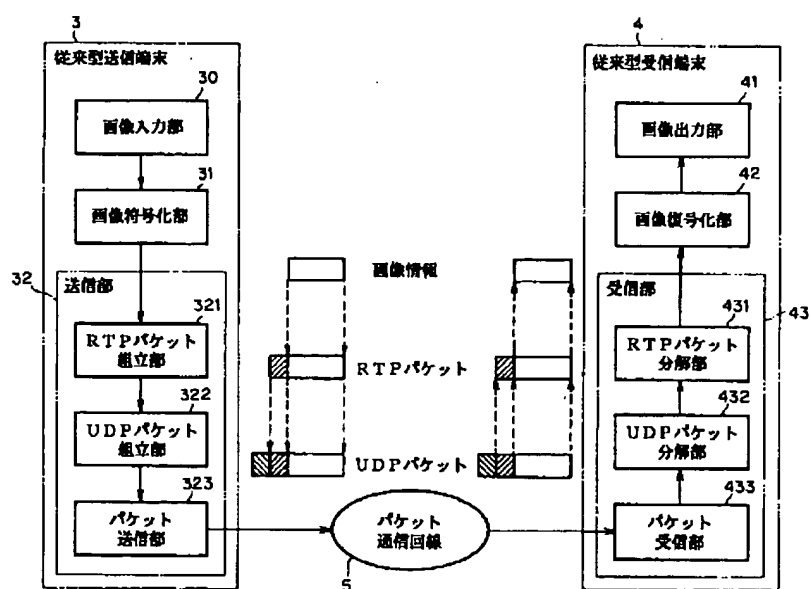 3
従来型送信端末
30
画像入力部
31
画像符号化部
32
送信部
321
RTPパケット
組立部
322
UDPパケット
組立部
323
パケット
送信部
画像情報
RTPパケット
UDPパケット
パケット
通信回線
5
4
従来型受信端末
41
画像出力部
42
画像復号化部
受信部
43
431
RTPパケット
分解部
432
UDPパケット
分解部
433
パケット
受信部